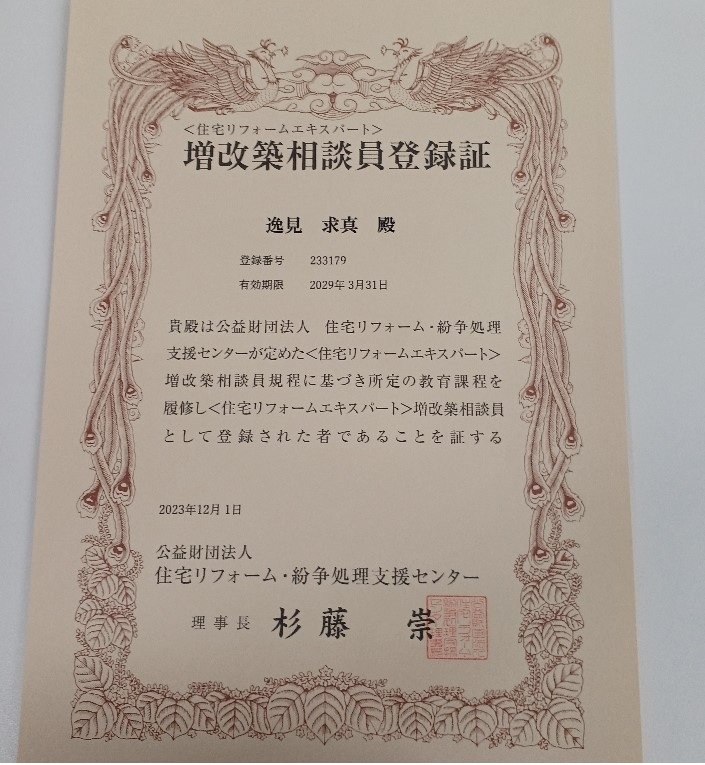 <住宅リフォームエキスパート>
増改築相談員登録証
逸見 求真 殿
登録番号 233179
有効期限 2029年3月31日
貴殿は公益財団法人 住宅リフォーム・紛争処理
支援センターが定めた<住宅リフォームエキスパート>
増改築相談員規程に基づき所定の教育課程を
履修し<住宅リフォームエキスパート>増改築相談員
として登録された者であることを証する
2023年12月1日
公益財団法人
住宅リフォーム・紛争処理支援センター
理事長 杉藤 崇